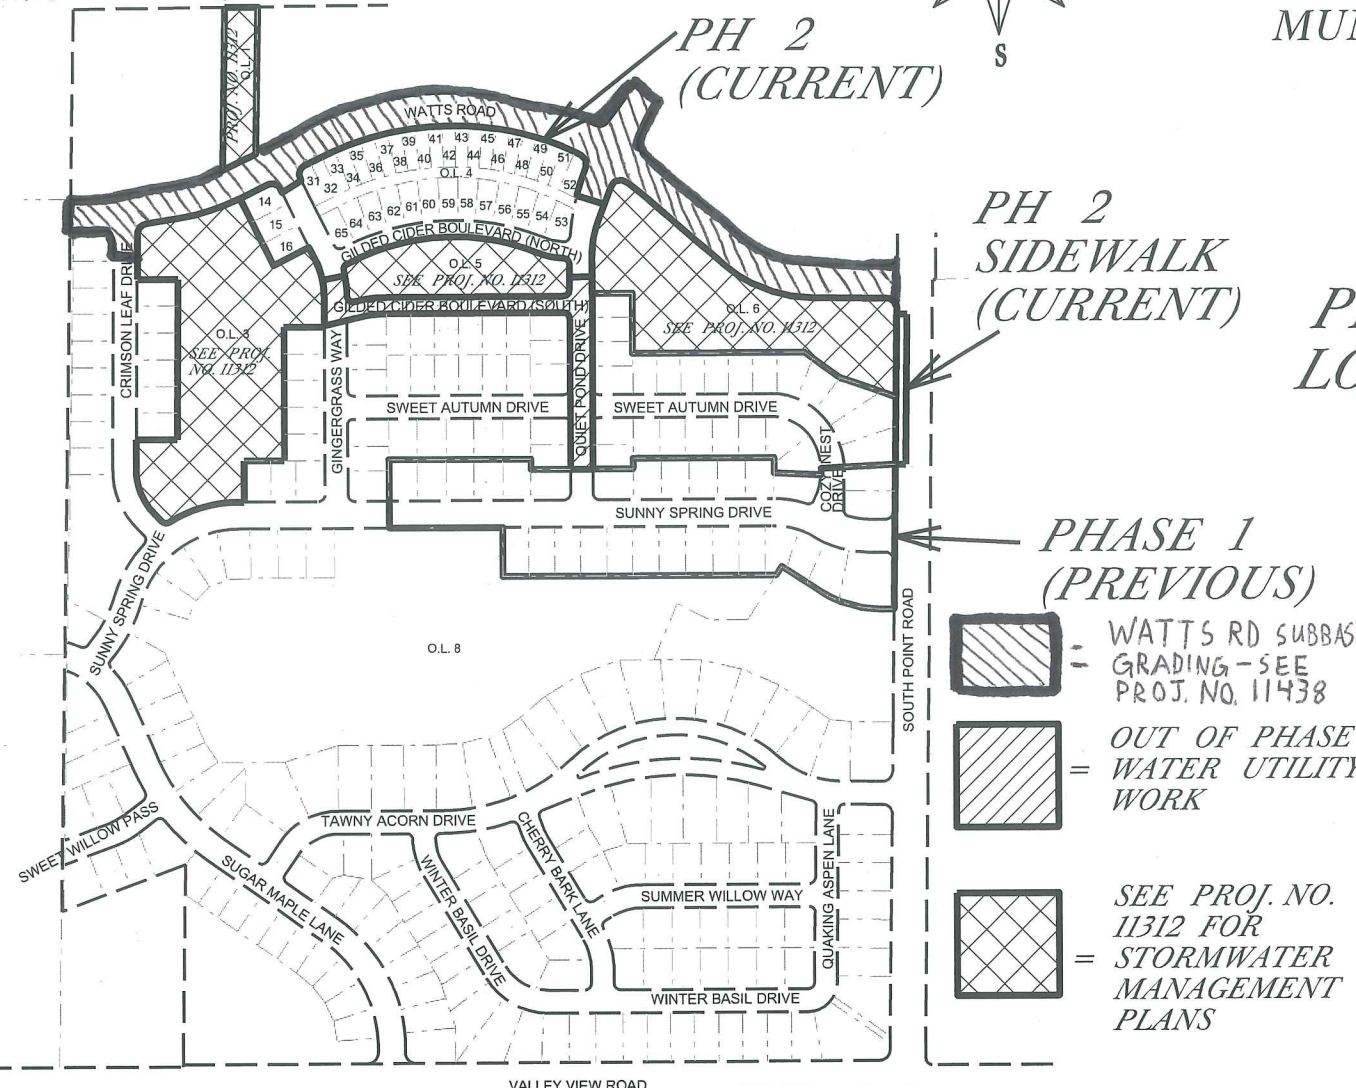 S
MUN
PH 2
(CURRENT)
PROJ. NO. 11312
O.L. 1
WATTS ROAD
31 32 33 34 35 36 37 38 39 40 41 42 43 44 45 46 47 48 49 50 51 52
O.L. 4
14
15
16
65 64 63 62 61 60 59 58 57 56 55 54 53
GILDED CIDER BOULEVARD (NORTH)
O.L. 5
SEE PROJ. NO. 11312
GILDED CIDER BOULEVARD (SOUTH)
PH 2
SIDEWALK
(CURRENT)
LO
CRIMSON LEAF DRIVE
O.L. 3
SEE PROJ.
NO. 11312
O.L. 6
SEE PROJ. NO. 11312
GINGERGRASS WAY
QUIET POND DRIVE
SWEET AUTUMN DRIVE
SWEET AUTUMN DRIVE
COZY NEST
DRIVE
SUNNY SPRING DRIVE
PHASE 1
(PREVIOUS)
SUNNY SPRING DRIVE
O.L. 8
SOUTH POINT ROAD
= WATTS RD SUBBAS
GRADING - SEE
PROJ. NO. 11438
= OUT OF PHASE
WATER UTILITY
WORK
= SEE PROJ. NO.
11312 FOR
STORMWATER
MANAGEMENT
PLANS
SWEET WILLOW PASS
TAWNY ACORN DRIVE
SUGAR MAPLE LANE
WINTER BASIL DRIVE
CHERRY BARK LANE
SUMMER WILLOW WAY
QUAKING ASPEN LANE
WINTER BASIL DRIVE
VALLEY VIEW ROAD